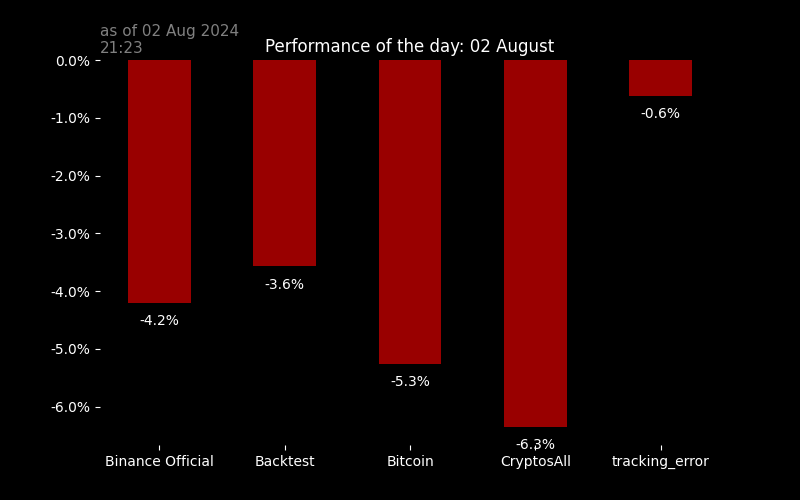 as of 02 Aug 2024
21:23
Performance of the day: 02 August
0.0%
-1.0%
-2.0%
-3.0%
-4.0%
-5.0%
-6.0%
-4.2%
-3.6%
-5.3%
-6.3%
-0.6%
Binance Official
Backtest
Bitcoin
CryptosAll
tracking_error